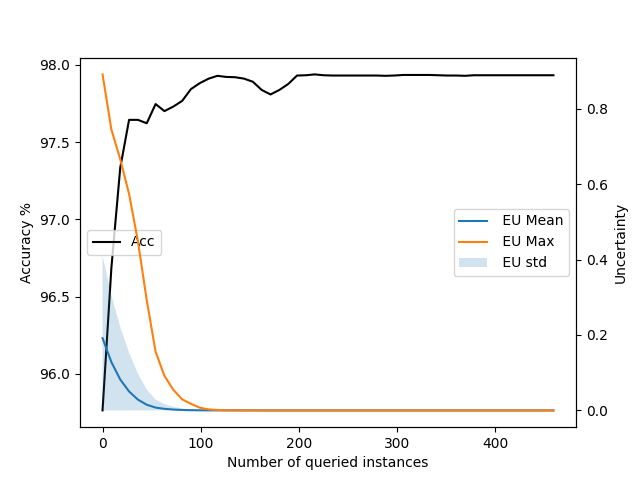 98.0
97.5
97.0
96.5
96.0
Accuracy %
Acc
EU Mean
EU Max
EU std
0.8
0.6
0.4
0.2
0.0
Uncertainty
0 100 200 300 400
Number of queried instances